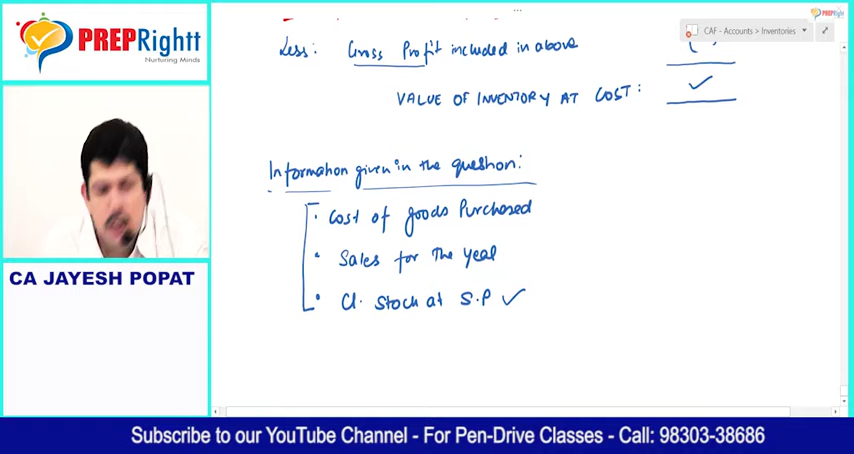 PREPRightt
Nurturing Minds
CAF - Accounts > Inventories
PREPRightt
Less: Gross Profit included in above
VALUE OF INVENTORY AT COST:
Information given in the question:
• Cost of goods Purchased
• Sales for the year
• Cl. Stock at S.P ✓
CA JAYESH POPAT
Subscribe to our YouTube Channel - For Pen-Drive Classes - Call: 98303-38686